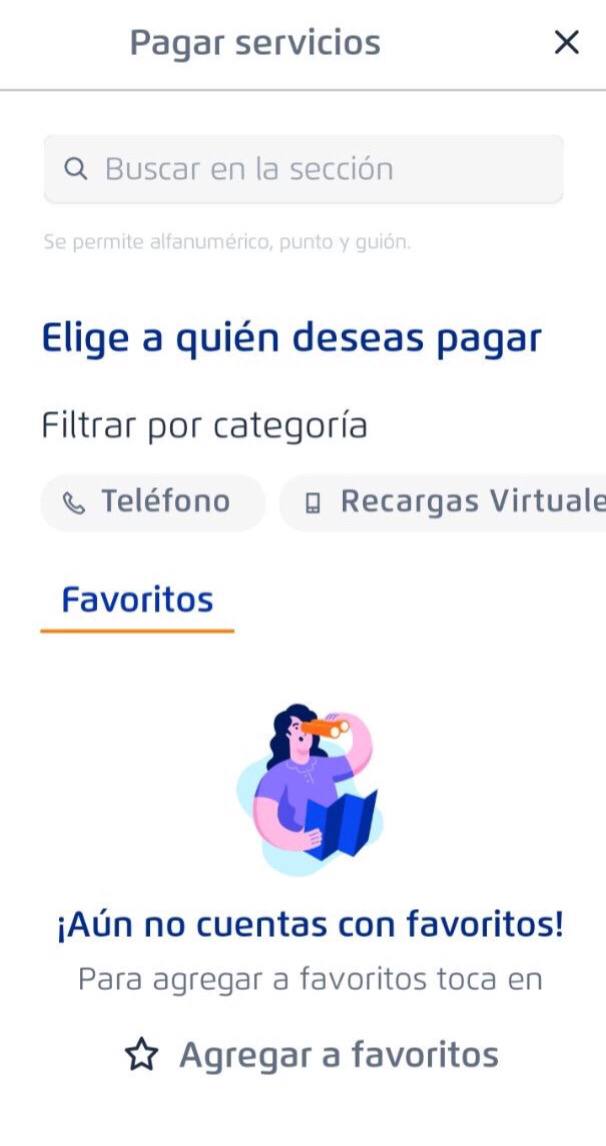 Pagar servicios
Buscar en la sección
Se permite alfanumérico, punto y guión.
Elige a quién deseas pagar
Filtrar por categoría
Teléfono Recargas Virtuale
Favoritos
¡Aún no cuentas con favoritos!
Para agregar a favoritos toca en
Agregar a favoritos